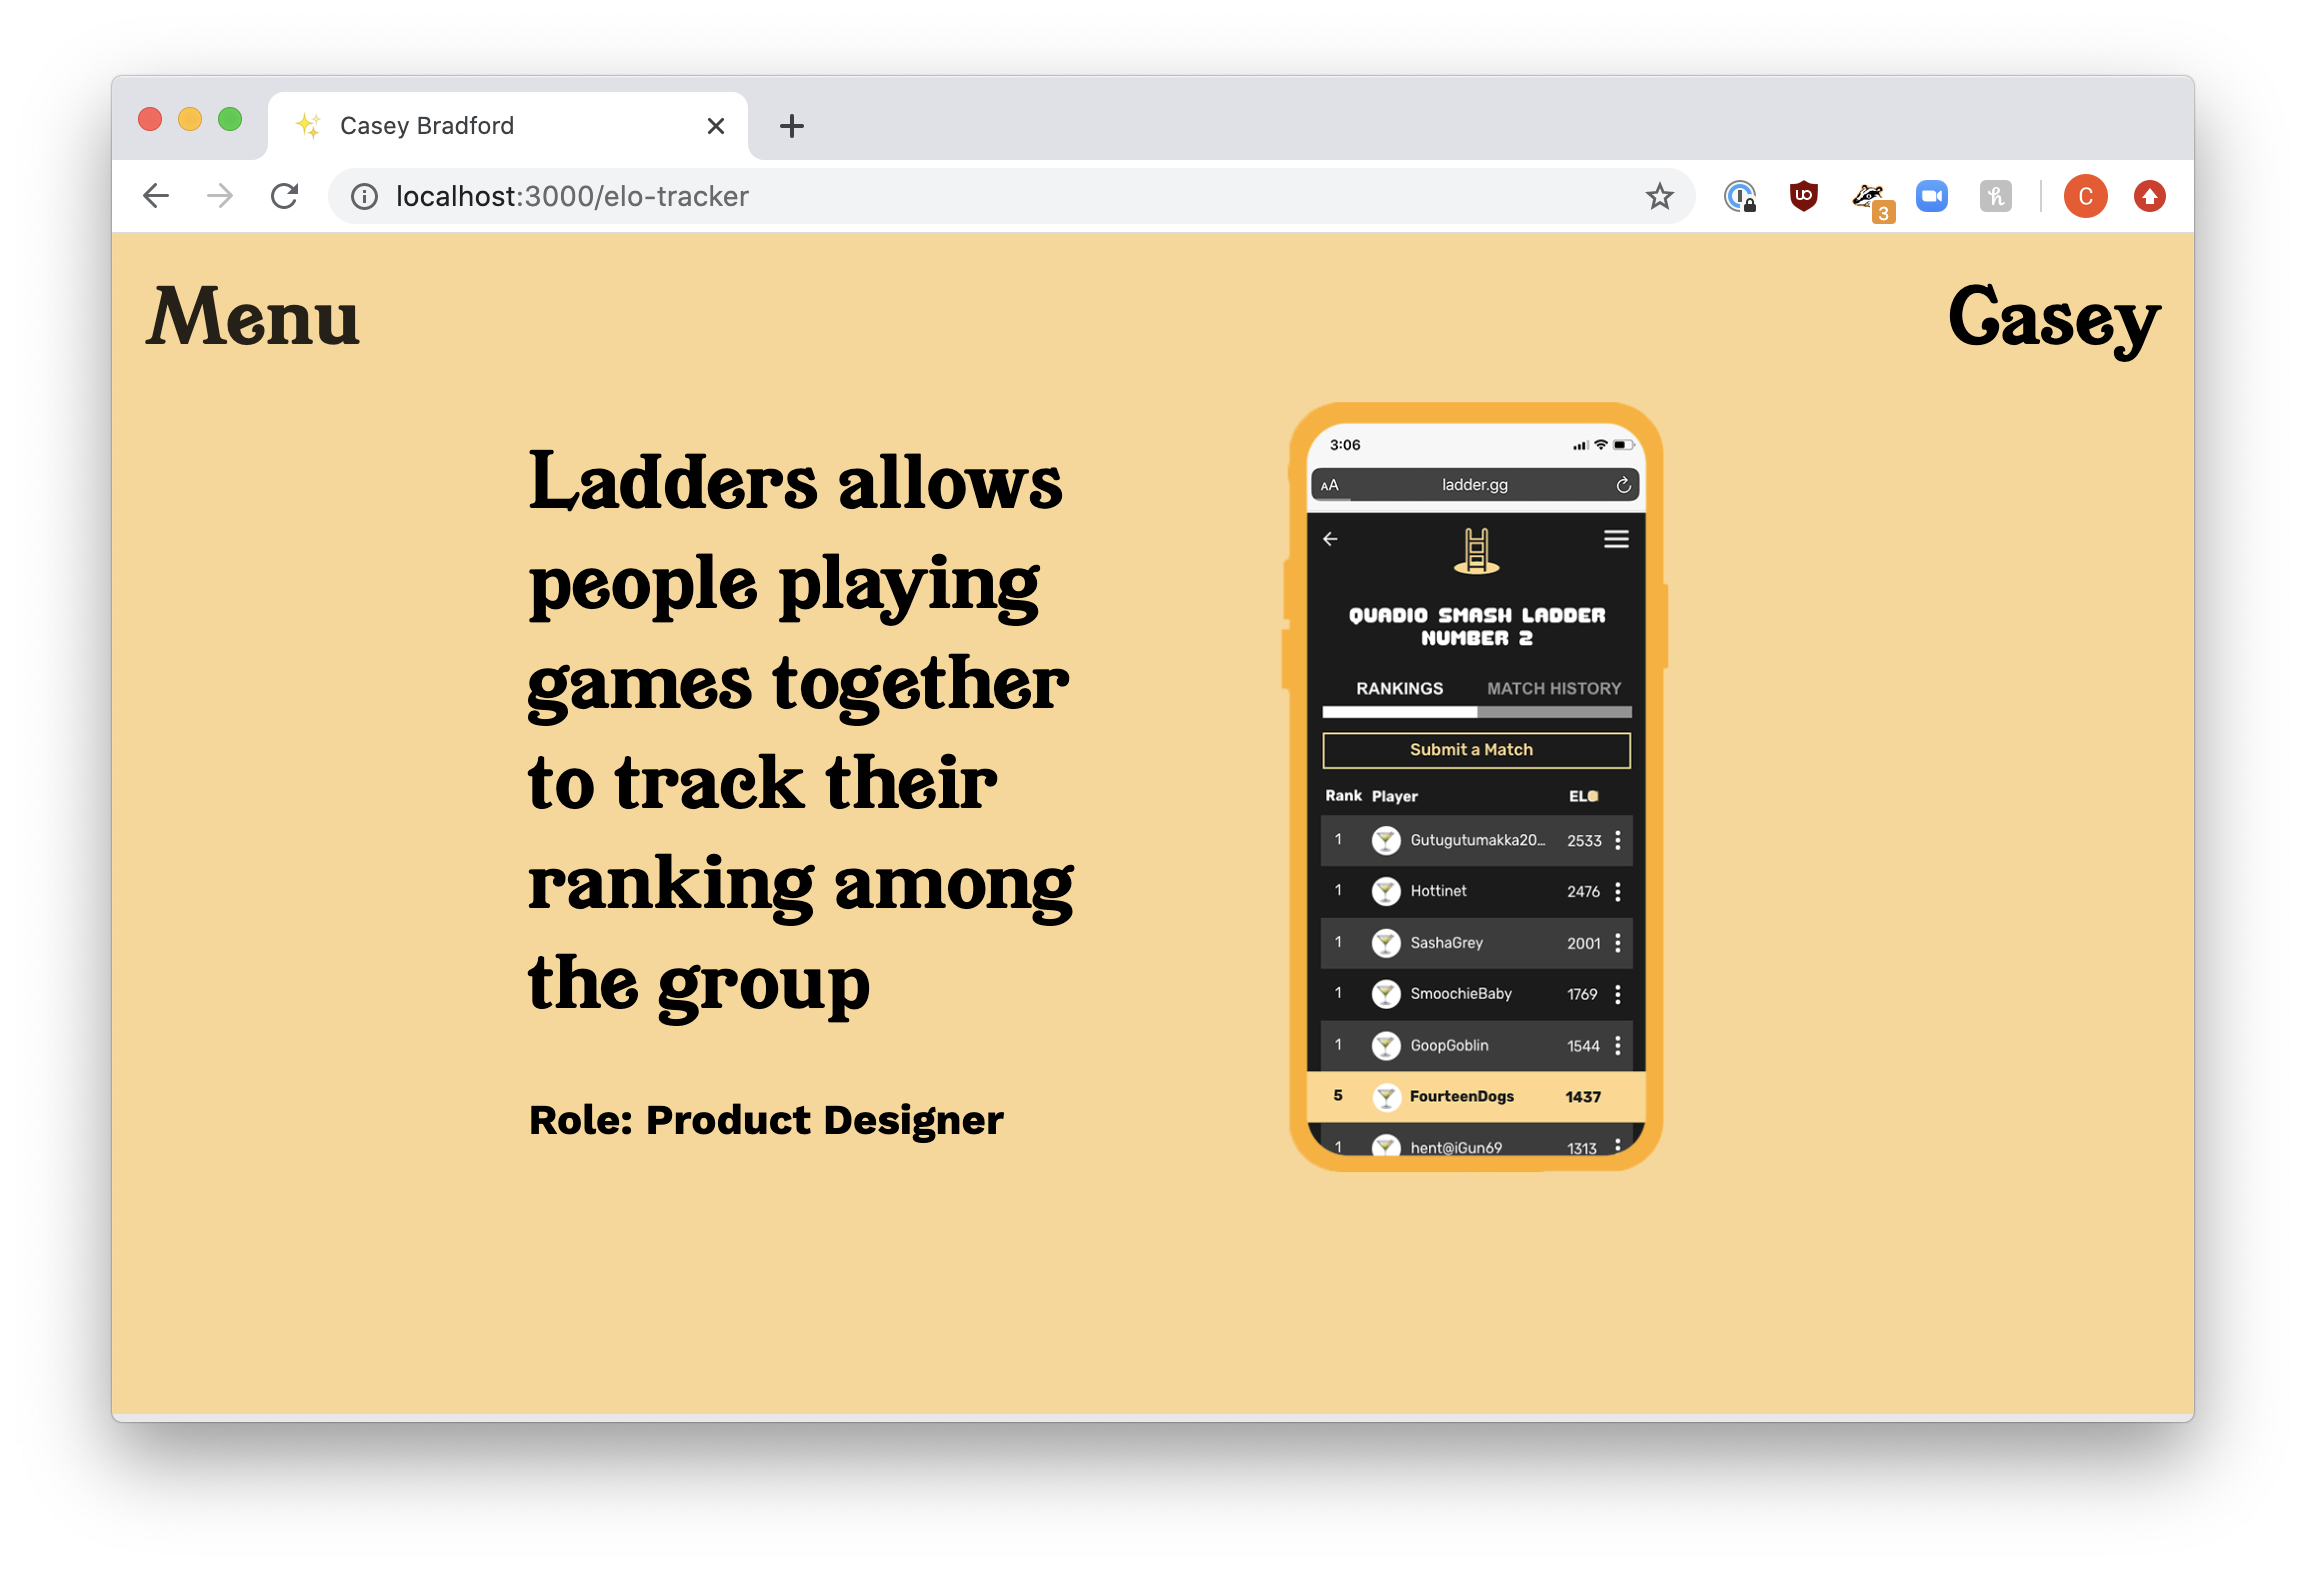 Casey Bradford
localhost:3000/elo-tracker
3
C
Menu
Casey
Ladders allows
people playing
games together
to track their
ranking among
the group
Role: Product Designer
3:06
AA ladder.gg
QUADIO SMASH LADDER
NUMBER 2
RANKINGS MATCH HISTORY
Submit a Match
Rank Player ELO
1 Gutugutumakka20... 2533
1 Hottinet 2476
1 SashaGrey 2001
1 SmoochieBaby 1769
1 GoopGoblin 1544
5 FourteenDogs 1437
1 hent@iGun69 1313